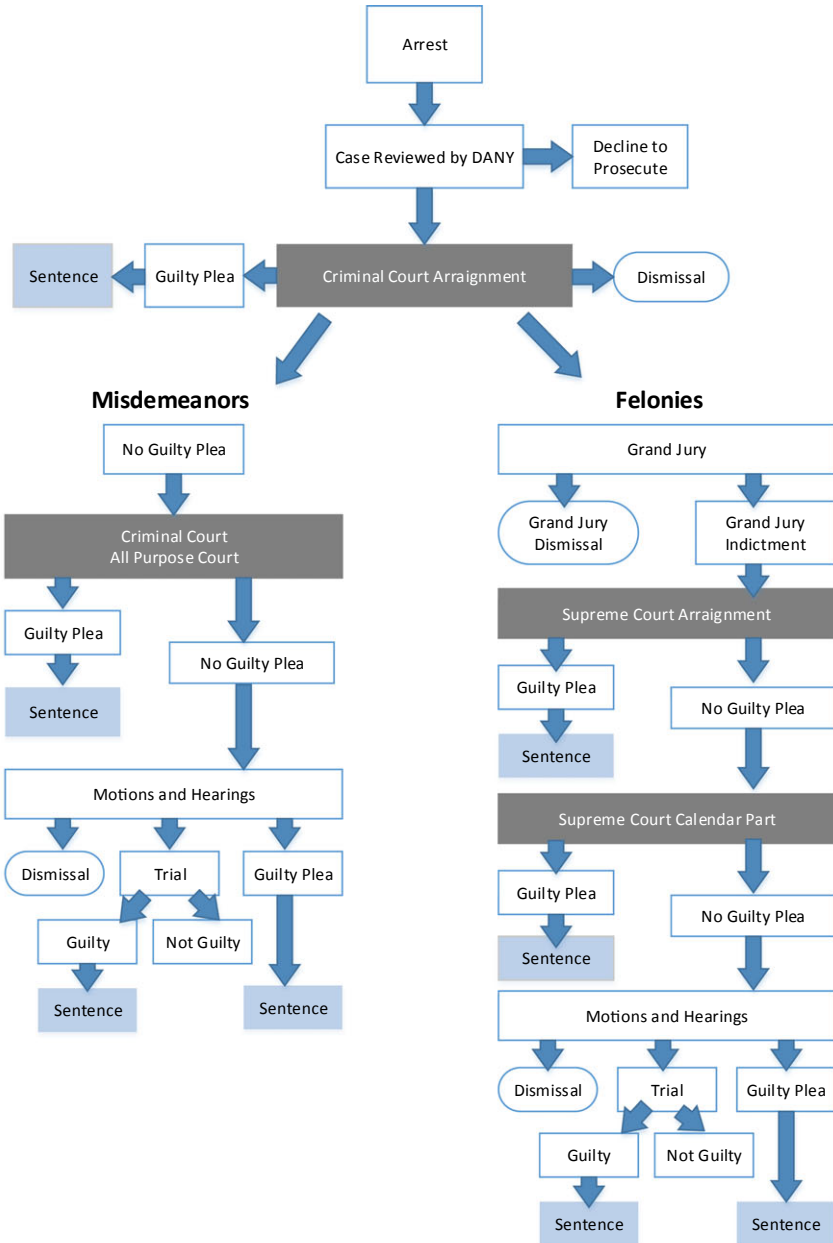 Arrest
Case Reviewed by DANY
Decline to
Prosecute
Sentence
Guilty Plea
Criminal Court Arraignment
Dismissal
Misdemeanors
No Guilty Plea
Criminal Court
All Purpose Court
Guilty Plea
No Guilty Plea
Sentence
Motions and Hearings
Dismissal
Trial
Guilty Plea
Guilty
Not Guilty
Sentence
Sentence
Felonies
Grand Jury
Grand Jury
Dismissal
Grand Jury
Indictment
Supreme Court Arraignment
Guilty Plea
No Guilty Plea
Sentence
Supreme Court Calendar Part
Guilty Plea
No Guilty Plea
Sentence
Motions and Hearings
Dismissal
Trial
Guilty Plea
Guilty
Not Guilty
Sentence
Sentence